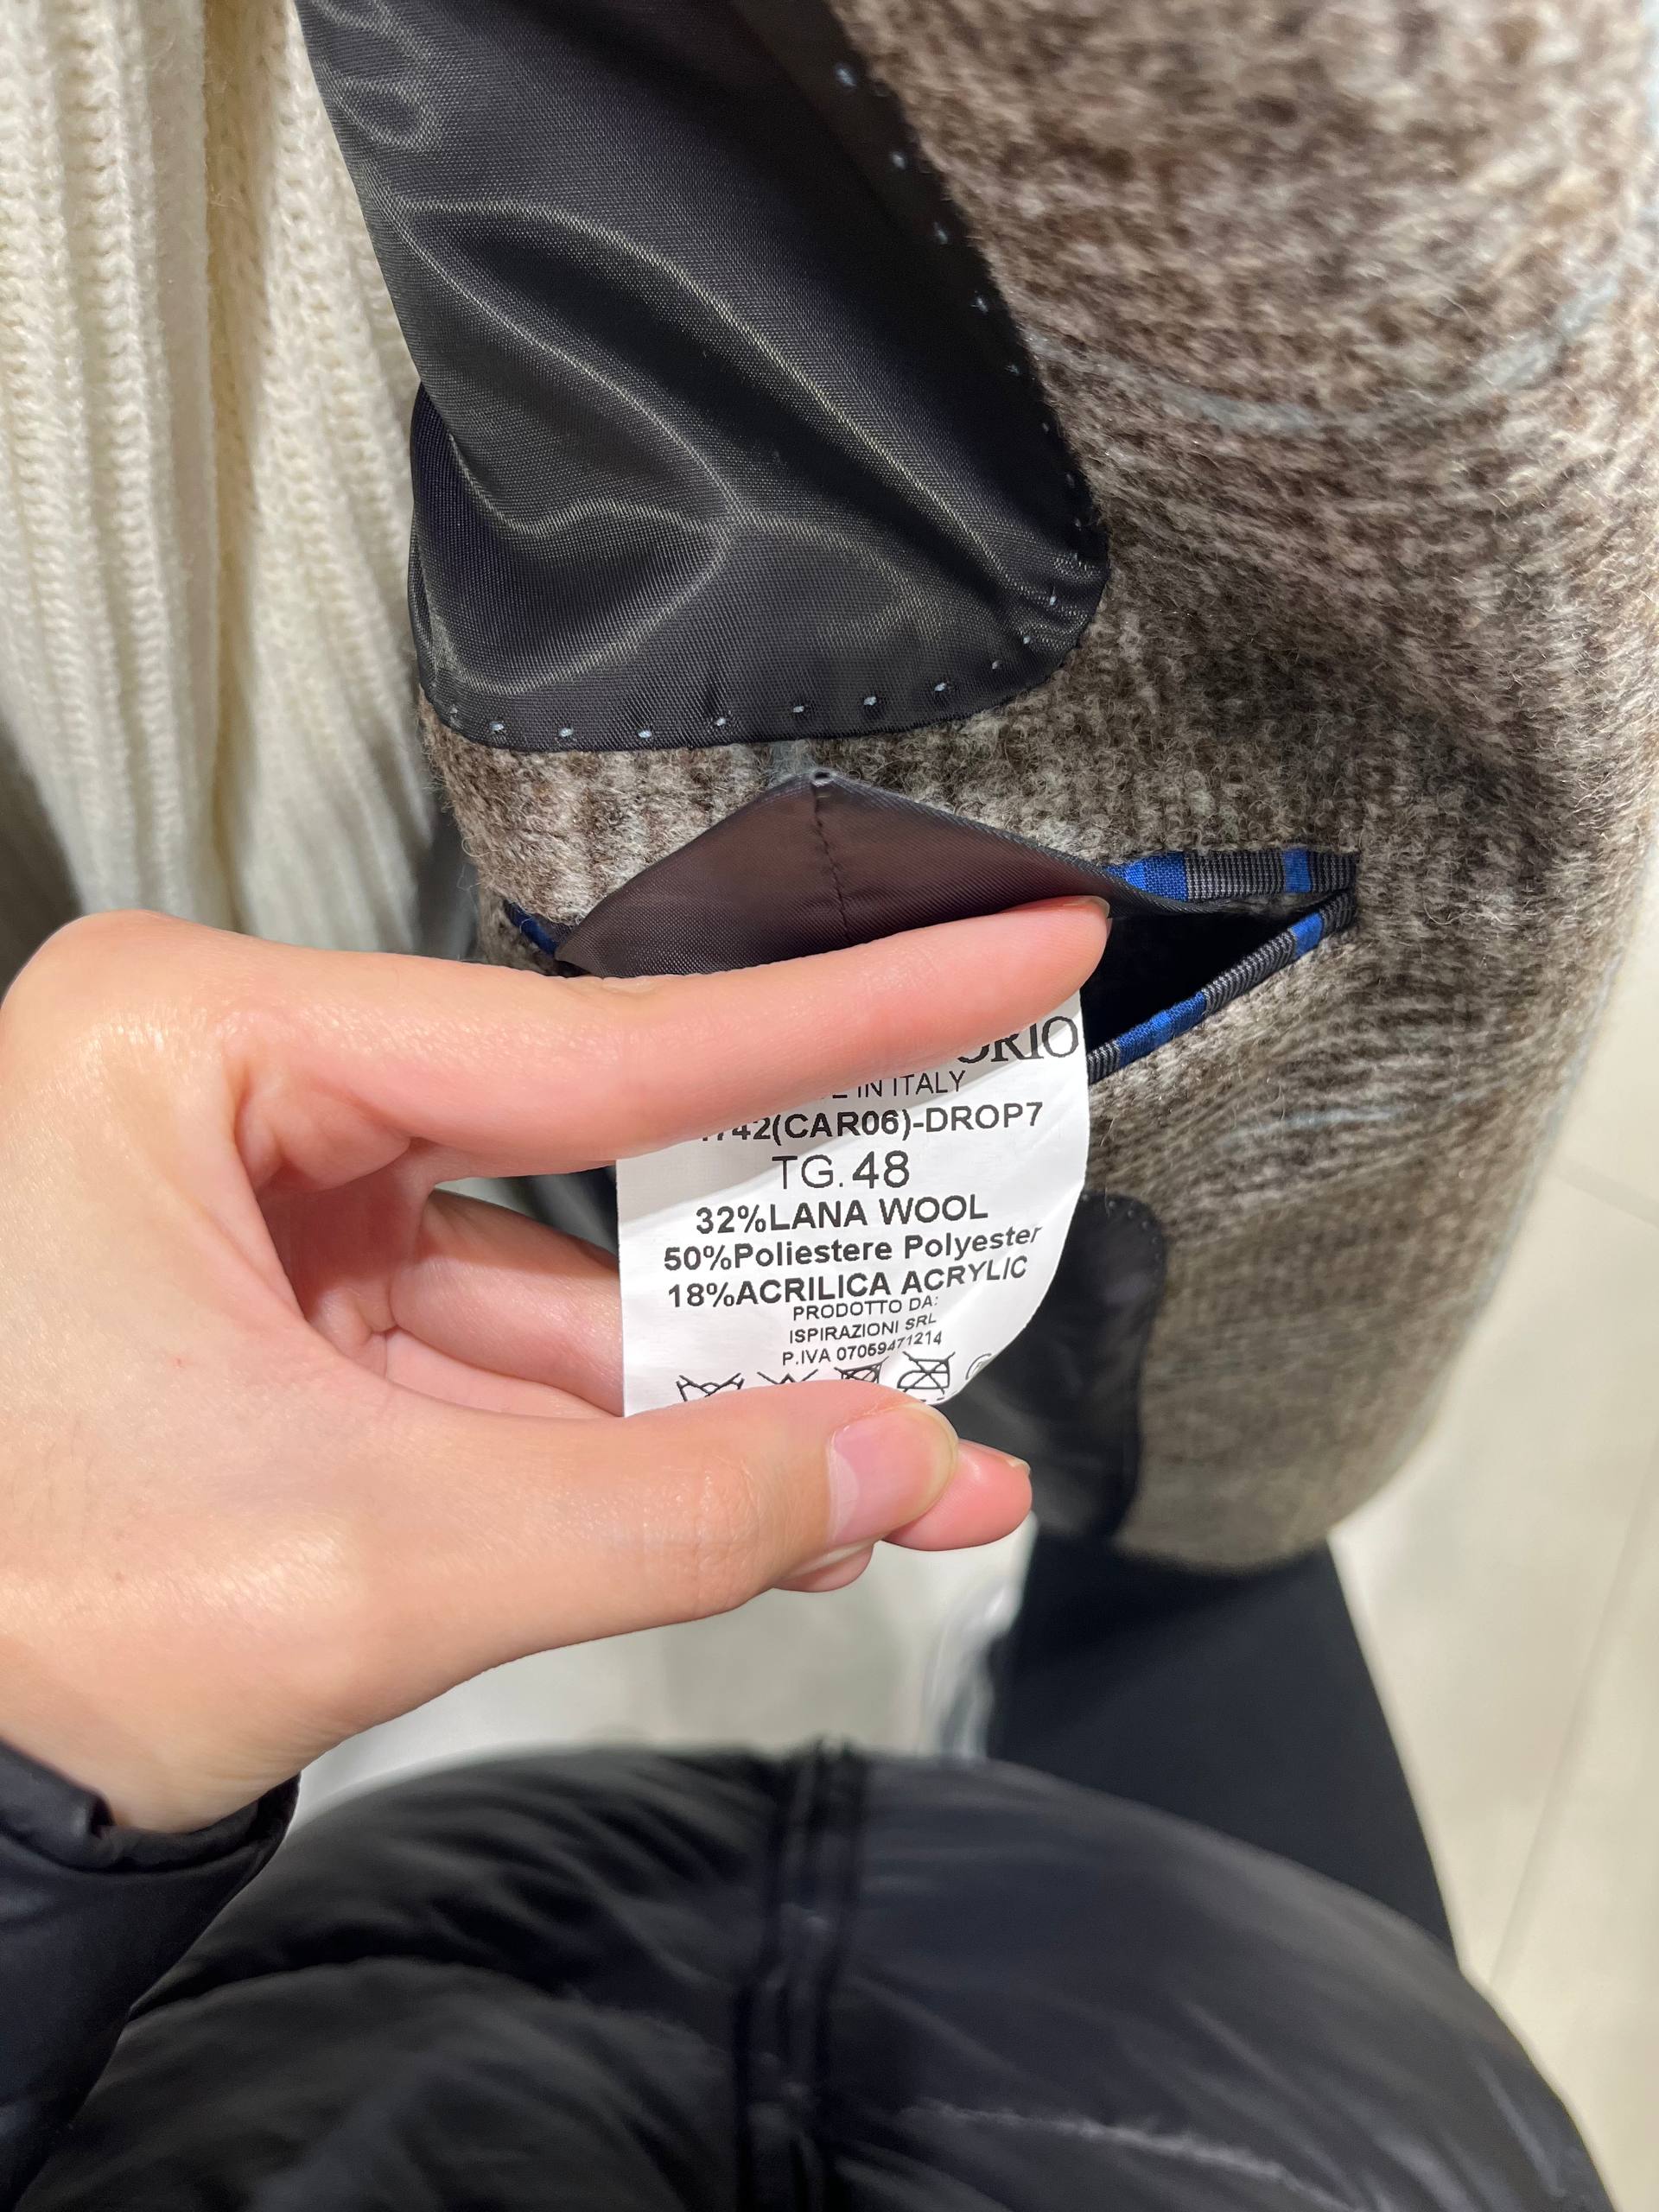 IN ITALY
742(CAR06)-DROP7
TG.48
32%LANA WOOL
50%Poliestere Polyester
18%ACRILICA ACRYLIC
PRODOTTO DA:
ISPIRAZIONI SRL
P.IVA 07059471214